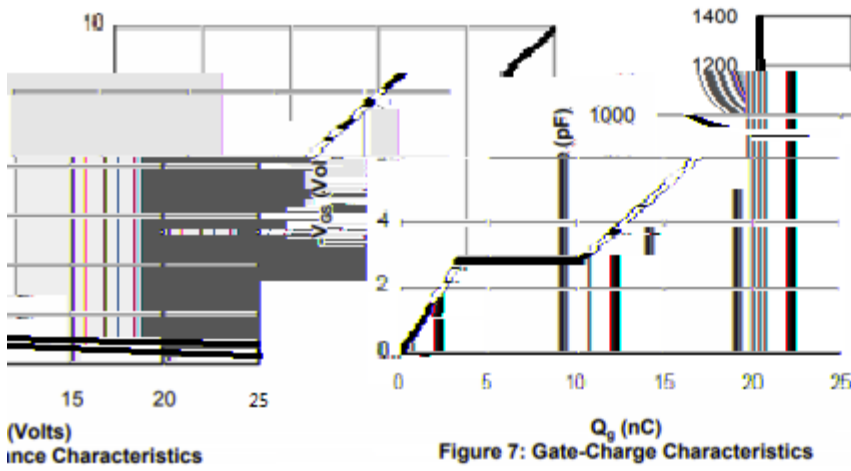 10
1400
1200
1000
(pF)
V GS (Vol
4
2
0
0 5 10 15 20 25
15 20 25
Qg (nC)
(Volts)
Figure 7: Gate-Charge Characteristics
nce Characteristics